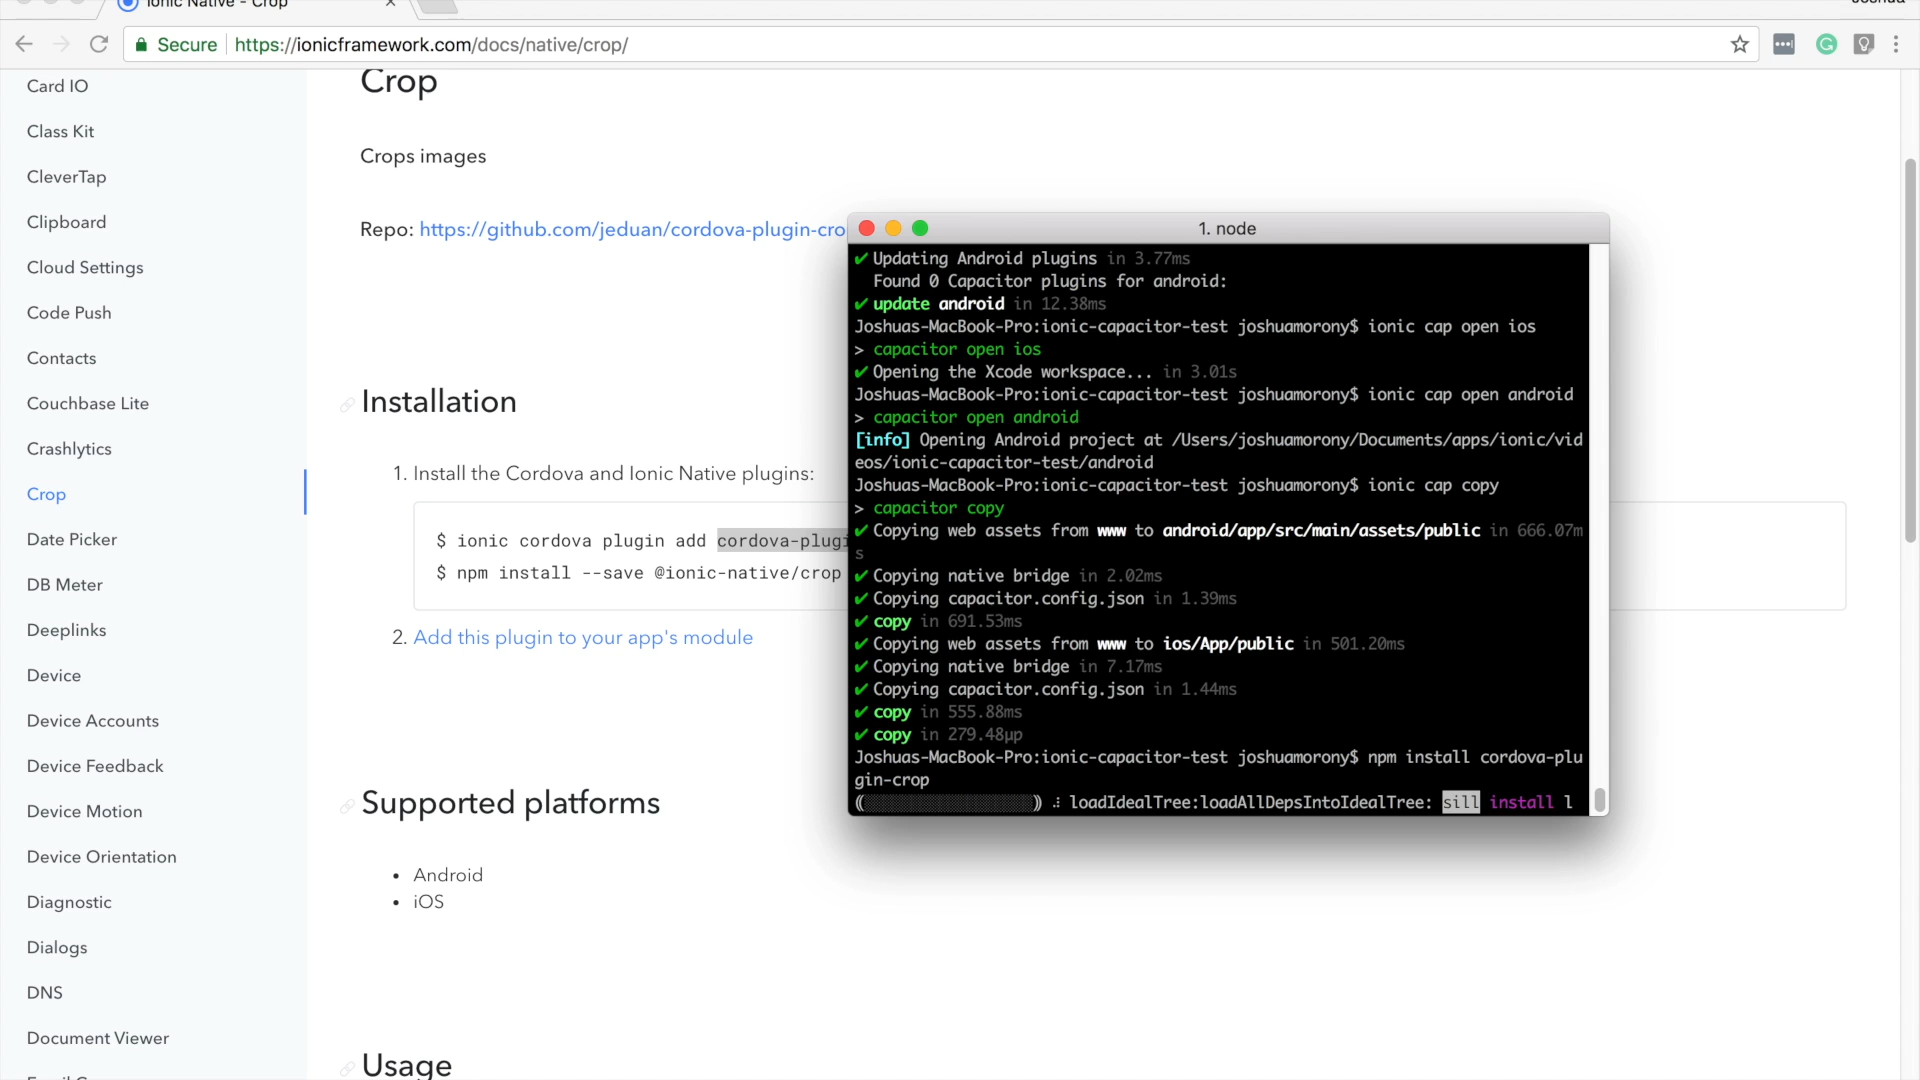 Ionic Native - Crop
Secure https://ionicframework.com/docs/native/crop/
Card IO
Class Kit
CleverTap
Clipboard
Cloud Settings
Code Push
Contacts
Couchbase Lite
Crashlytics
Crop
Date Picker
DB Meter
Deeplinks
Device
Device Accounts
Device Feedback
Device Motion
Device Orientation
Diagnostic
Dialogs
DNS
Document Viewer
Crop
Crops images
Repo: https://github.com/jeduan/cordova-plugin-cro
Installation
1. Install the Cordova and Ionic Native plugins:
$ ionic cordova plugin add cordova-plugi
$ npm install --save @ionic-native/crop
2. Add this plugin to your app's module
Supported platforms
• Android
• iOS
Usage
1. node
✔ Updating Android plugins in 3.77ms
Found 0 Capacitor plugins for android:
✔ update android in 12.38ms
Joshuas-MacBook-Pro:ionic-capacitor-test joshuamorony$ ionic cap open ios
> capacitor open ios
✔ Opening the Xcode workspace... in 3.01s
Joshuas-MacBook-Pro:ionic-capacitor-test joshuamorony$ ionic cap open android
> capacitor open android
[info] Opening Android project at /Users/joshuamorony/Documents/apps/ionic/vid
eos/ionic-capacitor-test/android
Joshuas-MacBook-Pro:ionic-capacitor-test joshuamorony$ ionic cap copy
> capacitor copy
✔ Copying web assets from www to android/app/src/main/assets/public in 666.07m
s
✔ Copying native bridge in 2.02ms
✔ Copying capacitor.config.json in 1.39ms
✔ copy in 691.53ms
✔ Copying web assets from www to ios/App/public in 501.20ms
✔ Copying native bridge in 7.17ms
✔ Copying capacitor.config.json in 1.44ms
✔ copy in 555.88ms
✔ copy in 279.48μp
Joshuas-MacBook-Pro:ionic-capacitor-test joshuamorony$ npm install cordova-plu
gin-crop
loadIdealTree:loadAllDepsIntoIdealTree: sill install l